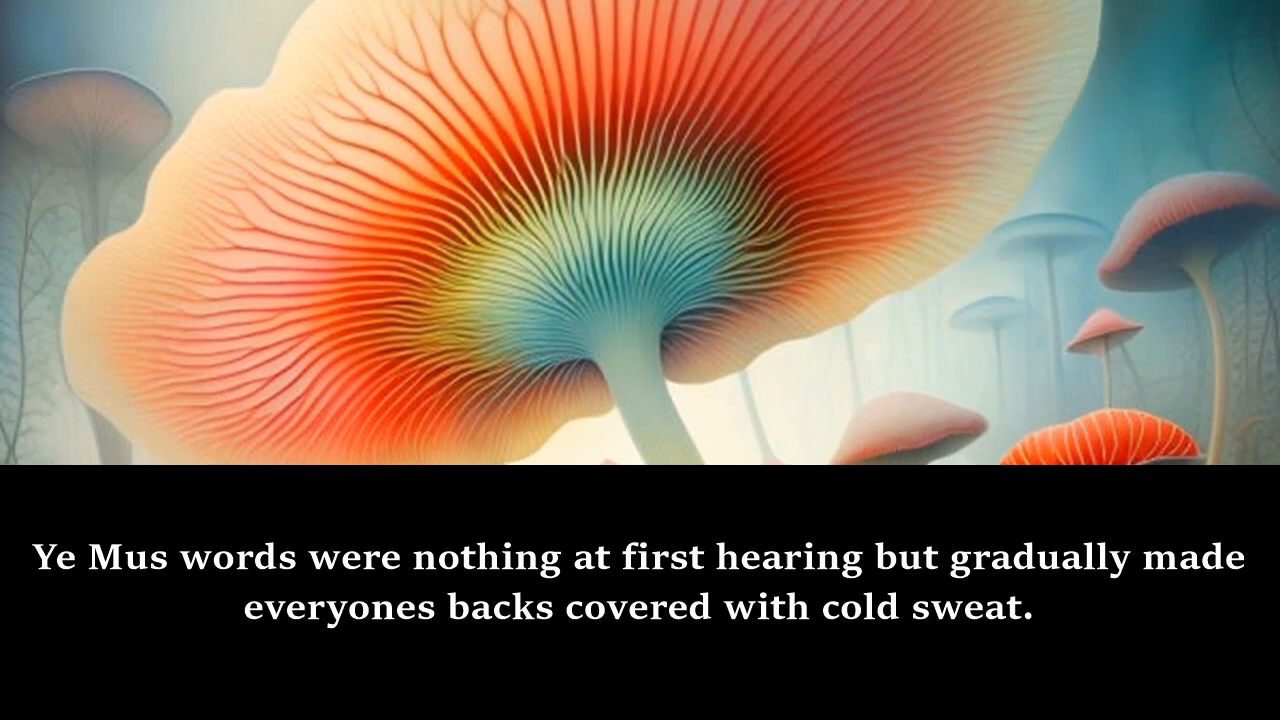 Ye Mus words were nothing at first hearing but gradually made
everyones backs covered with cold sweat.